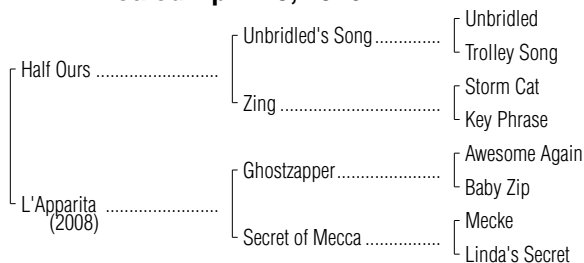 Unbridled
Unbridled's Song
Trolley Song
Half Ours
Storm Cat
Zing
Key Phrase
Awesome Again
Ghostzapper
Baby Zip
L'Apparita
(2008)
Mecke
Secret of Mecca
Linda's Secret